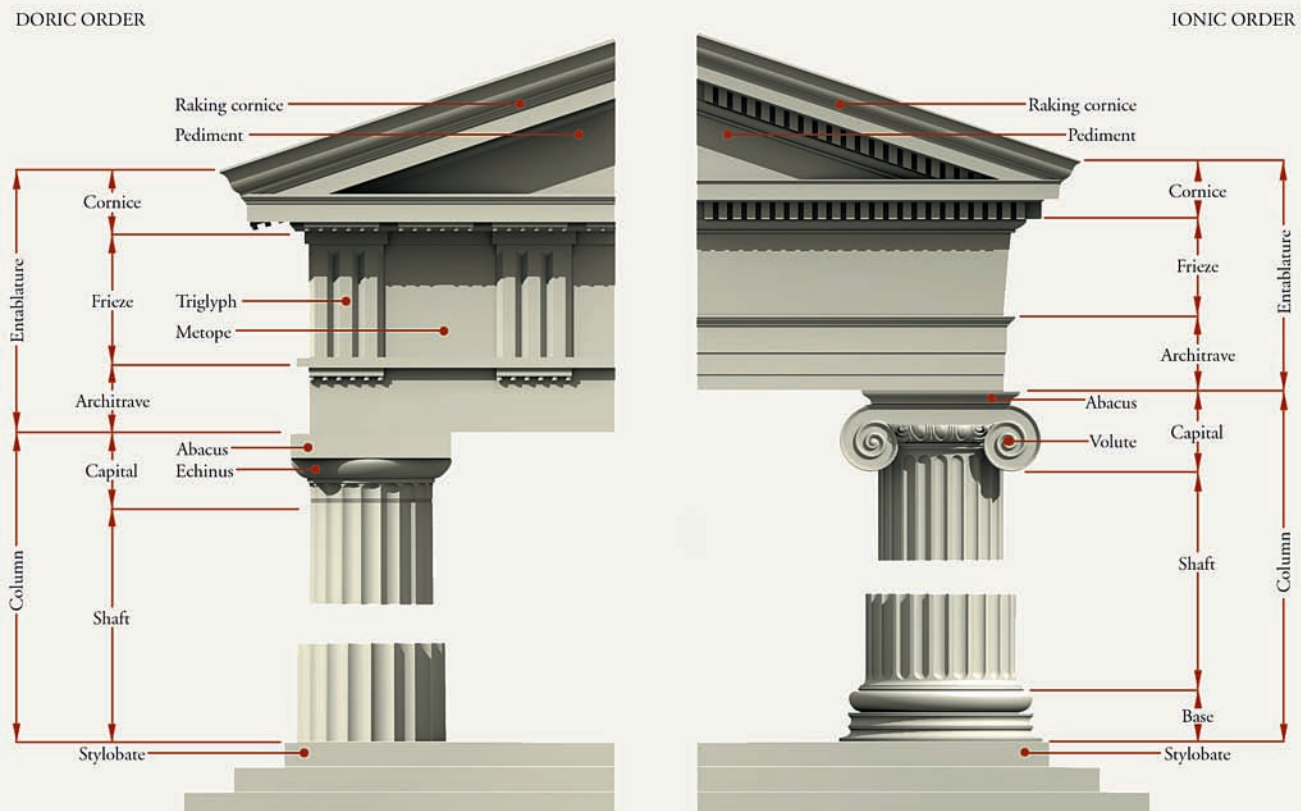 DORIC ORDER
Raking cornice
Pediment
Cornice
Frieze
Triglyph
Metope
Architrave
Entablature
Abacus
Echinus
Capital
Column
Shaft
Stylobate
IONIC ORDER
Raking cornice
Pediment
Cornice
Frieze
Entablature
Architrave
Abacus
Capital
Volute
Shaft
Column
Base
Stylobate